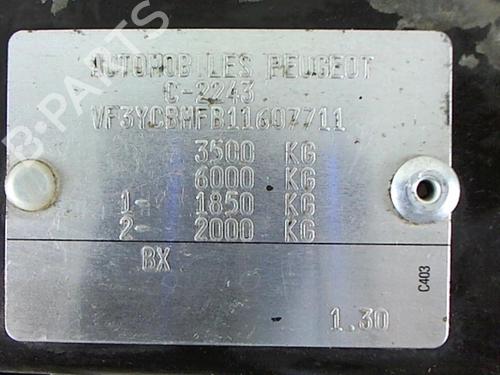 AUTOMOBILES PEUGEOT
C-2243
VF3YCBMFB11607711
3500 KG
6000 KG
1- 1850 KG
2- 2000 KG
BX
C403
1.30
B-PARTS